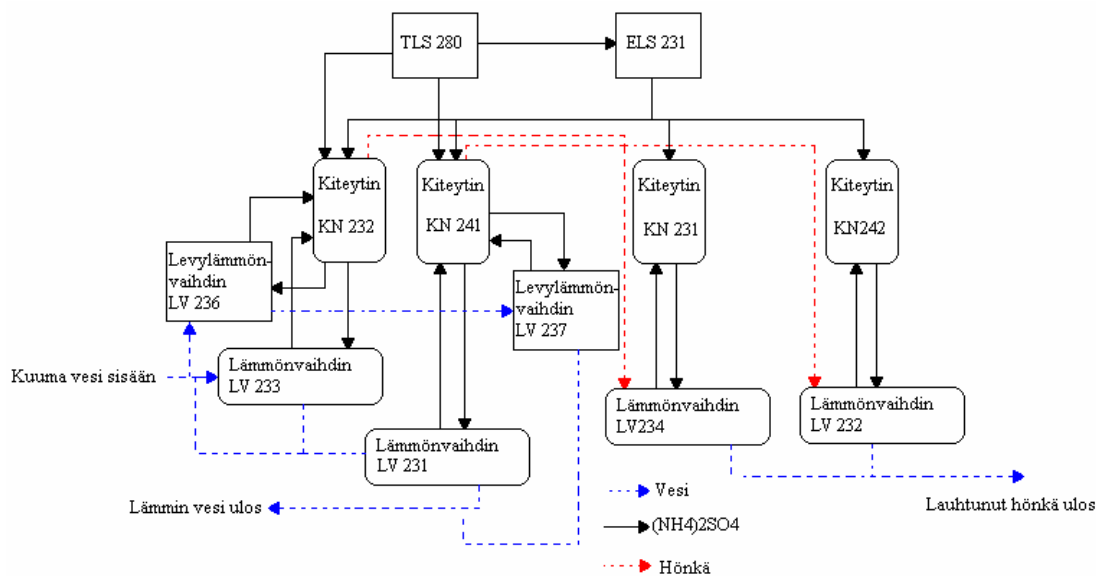 TLS 280
ELS 231
Kiteytin
KN 232
Kiteytin
KN 241
Kiteytin
KN 231
Kiteytin
KN242
Levylämmön-
vaihdin
LV 236
Levylämmön-
vaihdin
LV 237
Kuuma vesi sisään
Lämmönvaihdin
LV 233
Lämmönvaihdin
LV 231
Lämmönvaihdin
LV234
Lämmönvaihdin
LV 232
Lämmin vesi ulos
Lauhtunut hönkä ulos
Vesi
(NH4)2SO4
Hönkä